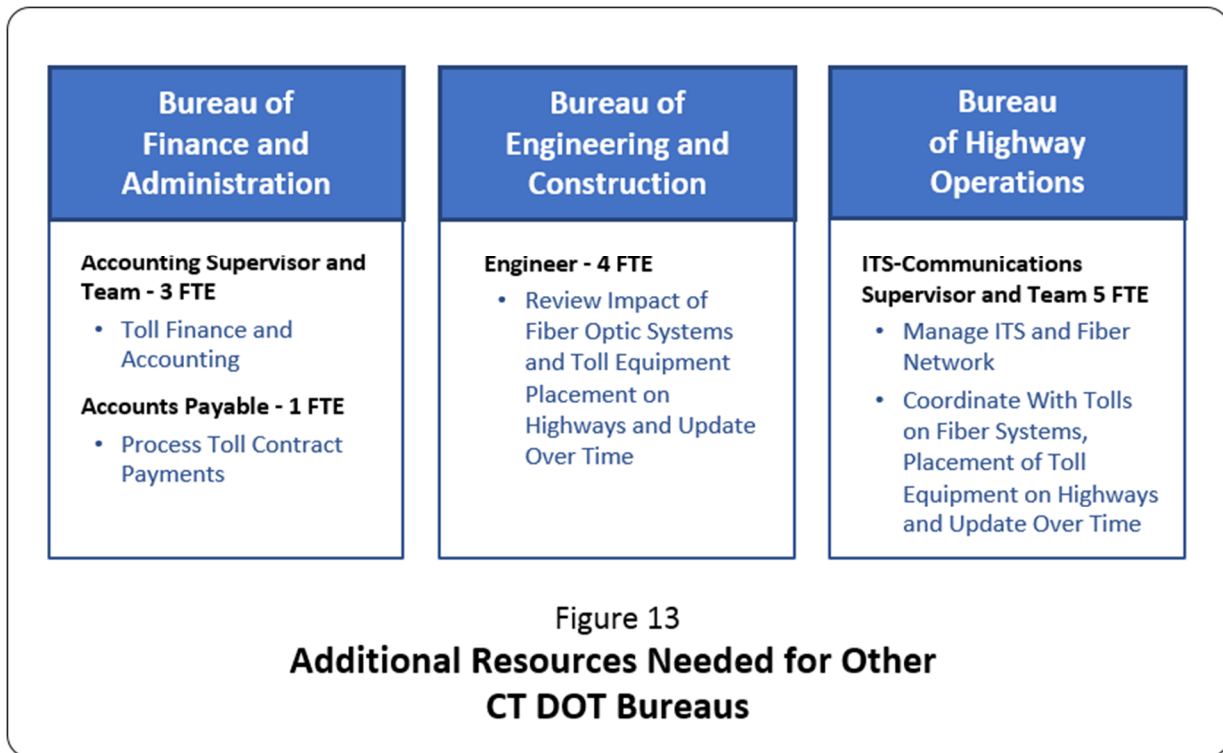 Bureau of
Finance and
Administration
Accounting Supervisor and
Team - 3 FTE
• Toll Finance and
Accounting
Accounts Payable - 1 FTE
• Process Toll Contract
Payments
Bureau of
Engineering and
Construction
Engineer - 4 FTE
• Review Impact of
Fiber Optic Systems
and Toll Equipment
Placement on
Highways and Update
Over Time
Bureau
of Highway
Operations
ITS-Communications
Supervisor and Team 5 FTE
• Manage ITS and Fiber
Network
• Coordinate With Tolls
on Fiber Systems,
Placement of Toll
Equipment on Highways
and Update Over Time
Figure 13
Additional Resources Needed for Other
CT DOT Bureaus